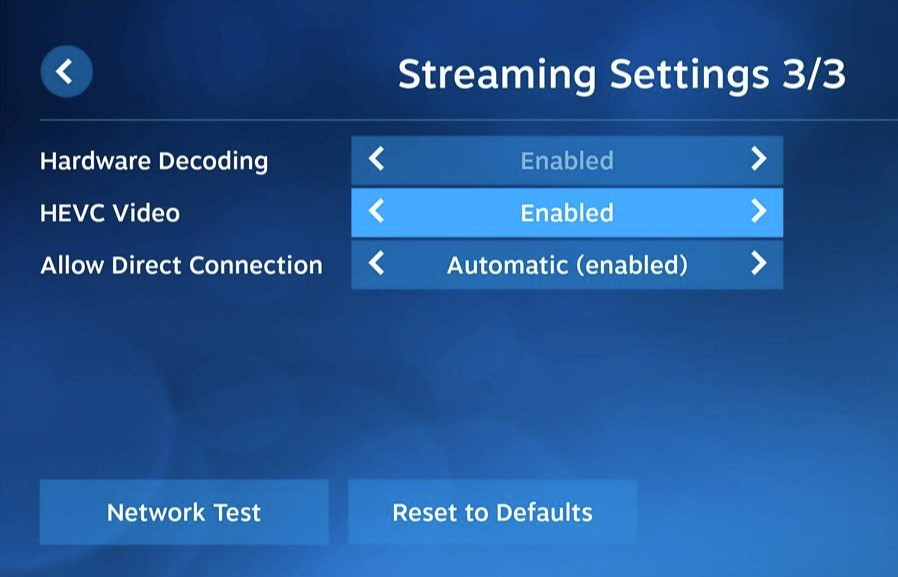 Streaming Settings 3/3
Hardware Decoding Enabled
HEVC Video Enabled
Allow Direct Connection Automatic (enabled)
Network Test Reset to Defaults